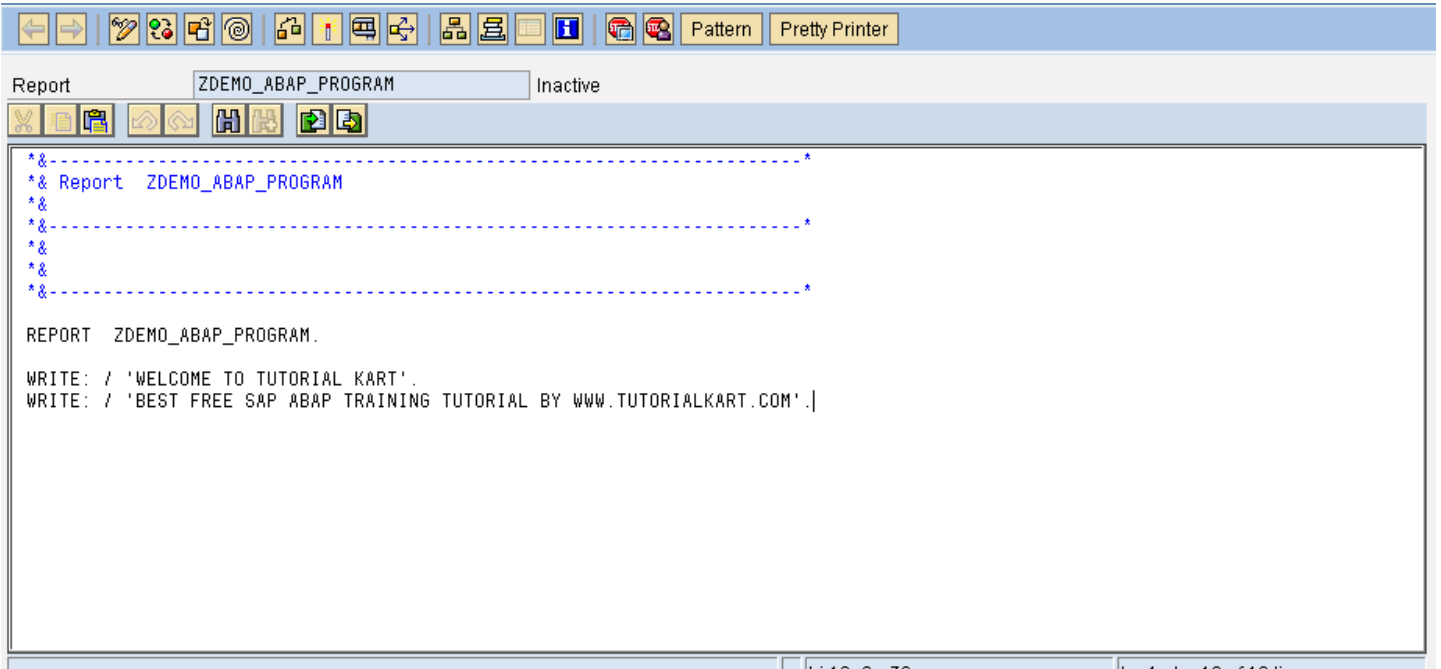 Pattern Pretty Printer
Report ZDEMO_ABAP_PROGRAM Inactive
*&---------------------------------------------------------------------*
*& Report  ZDEMO_ABAP_PROGRAM
*&
*&---------------------------------------------------------------------*
*&
*&
*&---------------------------------------------------------------------*
REPORT  ZDEMO_ABAP_PROGRAM.
WRITE: / 'WELCOME TO TUTORIAL KART'.
WRITE: / 'BEST FREE SAP ABAP TRAINING TUTORIAL BY WWW.TUTORIALKART.COM'.